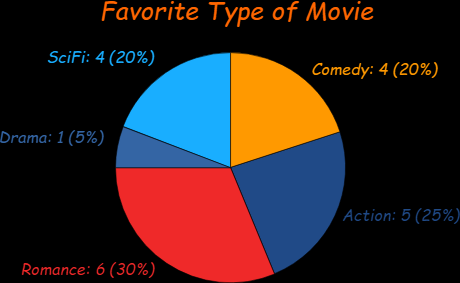 Favorite Type of Movie
SciFi: 4 (20%)
Comedy: 4 (20%)
Drama: 1 (5%)
Action: 5 (25%)
Romance: 6 (30%)